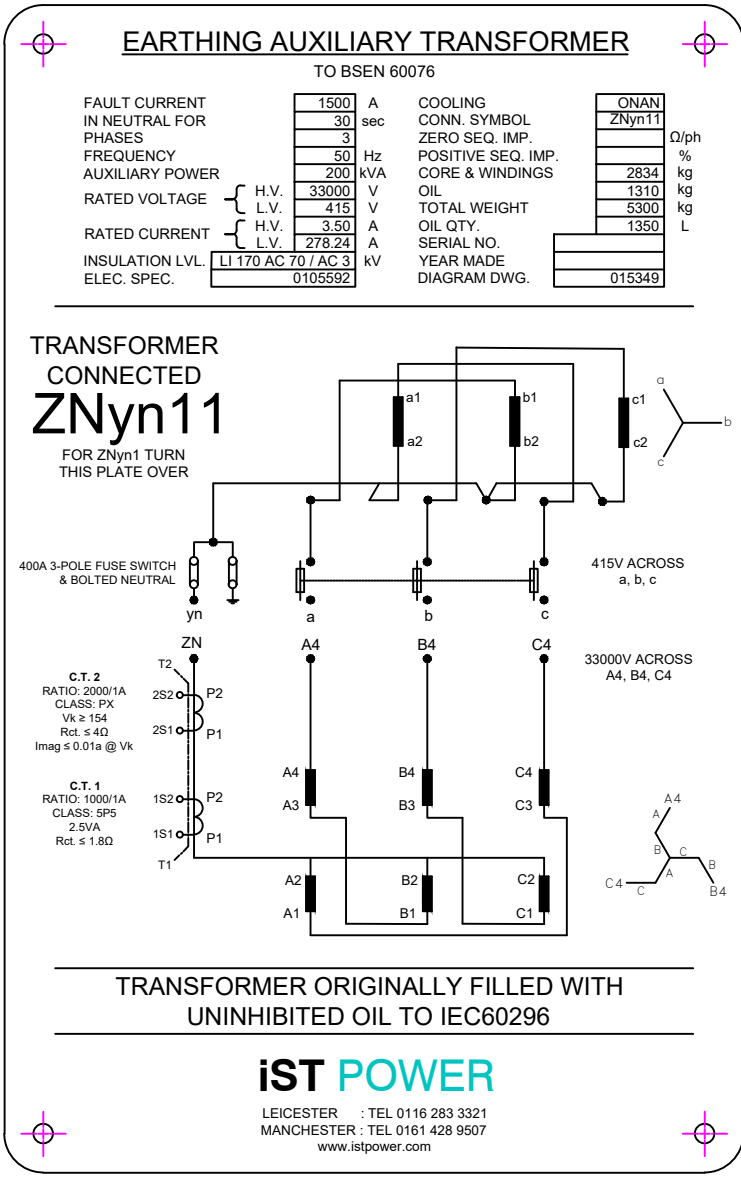 EARTHING AUXILIARY TRANSFORMER
TO BSEN 60076
FAULT CURRENT 1500 A
IN NEUTRAL FOR 30 sec
PHASES 3
FREQUENCY 50 Hz
AUXILIARY POWER 200 kVA
RATED VOLTAGE H.V. 33000 V
L.V. 415 V
RATED CURRENT H.V. 3.50 A
L.V. 278.24 A
INSULATION LVL. LI 170 AC 70 / AC 3 kV
ELEC. SPEC. 0105592
COOLING ONAN
CONN. SYMBOL ZNyn11
ZERO SEQ. IMP. Ω/ph
POSITIVE SEQ. IMP. %
CORE & WINDINGS 2834 kg
OIL 1310 kg
TOTAL WEIGHT 5300 kg
OIL QTY. 1350 L
SERIAL NO.
YEAR MADE
DIAGRAM DWG. 015349
TRANSFORMER
CONNECTED
ZNyn11
FOR ZNyn1 TURN
THIS PLATE OVER
a1 b1 c1
a2 b2 c2
a
b
c
400A 3-POLE FUSE SWITCH
& BOLTED NEUTRAL
415V ACROSS
a, b, c
yn a b c
ZN A4 B4 C4
33000V ACROSS
A4, B4, C4
C.T. 2
RATIO: 2000/1A
CLASS: PX
Vk ≥ 154
Rct. ≤ 4Ω
Imag ≤ 0.01a @ Vk
T2
2S2 P2
2S1 P1
C.T. 1
RATIO: 1000/1A
CLASS: 5P5
2.5VA
Rct. ≤ 1.8Ω
1S2 P2
1S1 P1
T1
A4 B4 C4
A3 B3 C3
A2 B2 C2
A1 B1 C1
A4
A
B C
A B
C4 C B4
TRANSFORMER ORIGINALLY FILLED WITH
UNINHIBITED OIL TO IEC60296
iST POWER
LEICESTER : TEL 0116 283 3321
MANCHESTER : TEL 0161 428 9507
www.istpower.com